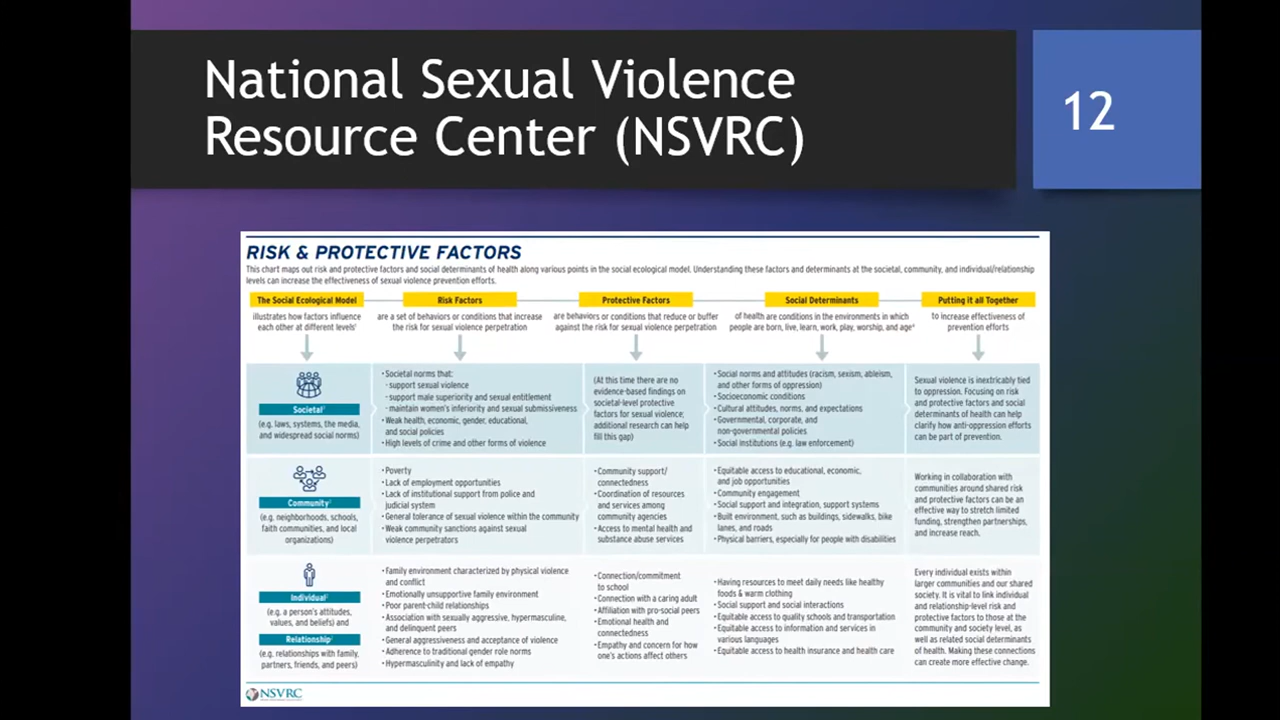 National Sexual Violence
Resource Center (NSVRC)
12
RISK & PROTECTIVE FACTORS
This chart maps out risk and protective factors and social determinants of health along various points in the social ecological model. Understanding these factors and determinants at the societal, community, and individual/relationship
levels can increase the effectiveness of sexual violence prevention efforts.
The Social Ecological Model
illustrates how factors influence
each other at different levels¹
Risk Factors
are a set of behaviors or conditions that increase
the risk for sexual violence perpetration
Protective Factors
are behaviors or conditions that reduce or buffer
against the risk for sexual violence perpetration
Social Determinants
of health are conditions in the environments in which
people are born, live, learn, work, play, worship, and age⁴
Putting it all Together
to increase effectiveness of
prevention efforts
Societal²
(e.g. laws, systems, the media,
and widespread social norms)
• Societal norms that:
- support sexual violence
- support male superiority and sexual entitlement
- maintain women's inferiority and sexual submissiveness
• Weak health, economic, gender, educational,
and social policies
• High levels of crime and other forms of violence
(At this time there are no
evidence-based findings on
societal-level protective
factors for sexual violence;
additional research can help
fill this gap)
• Social norms and attitudes (racism, sexism, ableism,
and other forms of oppression)
• Socioeconomic conditions
• Cultural attitudes, norms, and expectations
• Governmental, corporate, and
non-governmental policies
• Social institutions (e.g. law enforcement)
Sexual violence is inextricably tied
to oppression. Focusing on
risk and protective factors and social
determinants of health can help
clarify how anti-oppression efforts
can be part of prevention.
Community²
(e.g. neighborhoods, schools,
faith communities, and local
organizations)
• Poverty
• Lack of employment opportunities
• Lack of institutional support from police and
judicial system
• General tolerance of sexual violence within the community
• Weak community sanctions against sexual
violence perpetrators
• Community support/
connectedness
• Coordination of resources
and services among
community agencies
• Access to mental health and
substance abuse services
• Equitable access to educational, economic,
and job opportunities
• Community engagement
• Social support and integration, support systems
• Built environment, such as buildings, sidewalks, bike
lanes, and roads
• Physical barriers, especially for people with disabilities
Working in collaboration with
communities around shared risk
and protective factors can be an
effective way to stretch limited
funding, strengthen partnerships,
and increase reach.
Individual²
(e.g. a person's attitudes,
values, and beliefs) and
Relationship²
(e.g. relationships with family,
partners, friends, and peers)
• Family environment characterized by physical violence
and conflict
• Emotionally unsupportive family environment
• Poor parent-child relationships
• Association with sexually aggressive, hypermasculine,
and delinquent peers
• General aggressiveness and acceptance of violence
• Adherence to traditional gender role norms
• Hypermasculinity and lack of empathy
• Connection/commitment
to school
• Connection with a caring adult
• Affiliation with pro-social peers
• Emotional health and
connectedness
• Empathy and concern for how
one's actions affect others
• Having resources to meet daily needs like healthy
foods & warm clothing
• Social support and social interactions
• Equitable access to quality schools and transportation
• Equitable access to information and services in
various languages
• Equitable access to health insurance and health care
Every individual exists within
larger communities and our shared
society. It is vital to link individual
and relationship-level risk and
protective factors to those at the
community and society level, as
well as related social determinants
of health. Making these connections
can create more effective change.
NSVRC